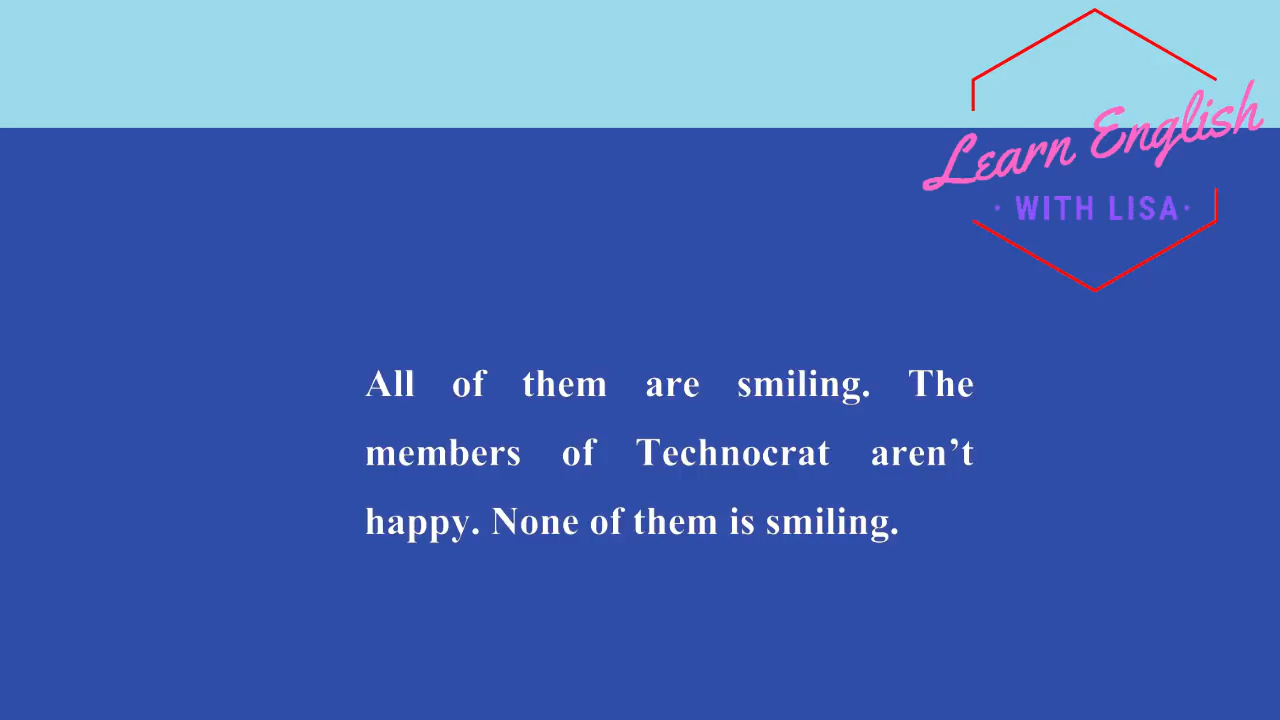 Learn English
· WITH LISA ·
All of them are smiling. The
members of Technocrat aren’t
happy. None of them is smiling.